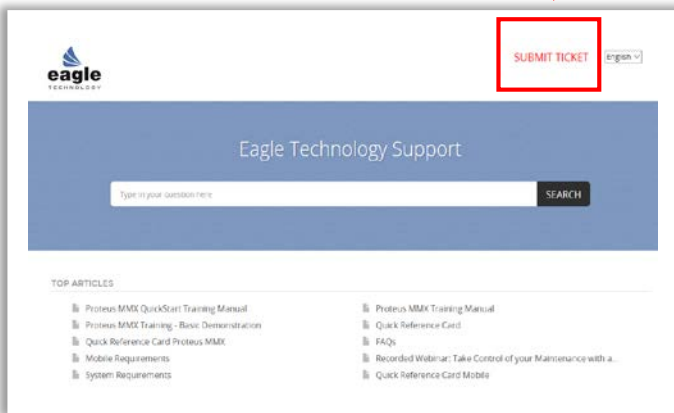 SUBMIT TICKET
English
eagle
TECHNOLOGY
Eagle Technology Support
Type in your question here
SEARCH
TOP ARTICLES
Proteus MMX QuickStart Training Manual
Proteus MMX Training - Basic Demonstration
Quick Reference Card Proteus MMX
Mobile Requirements
System Requirements
Proteus MMX Training Manual
Quick Reference Card
FAQs
Recorded Webinar: Take Control of your Maintenance with a...
Quick Reference Card Mobile